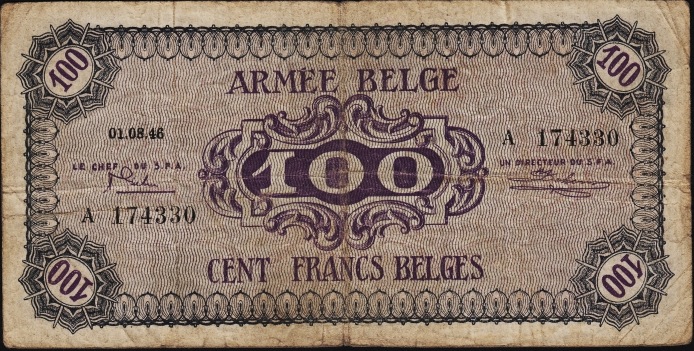 100
100
ARMÉE BELGE
01.08.46
A 174330
LE CHEF DU S.P.A.
UN DIRECTEUR DU S.P.A.
100
A 174330
CENT FRANCS BELGES
100
100